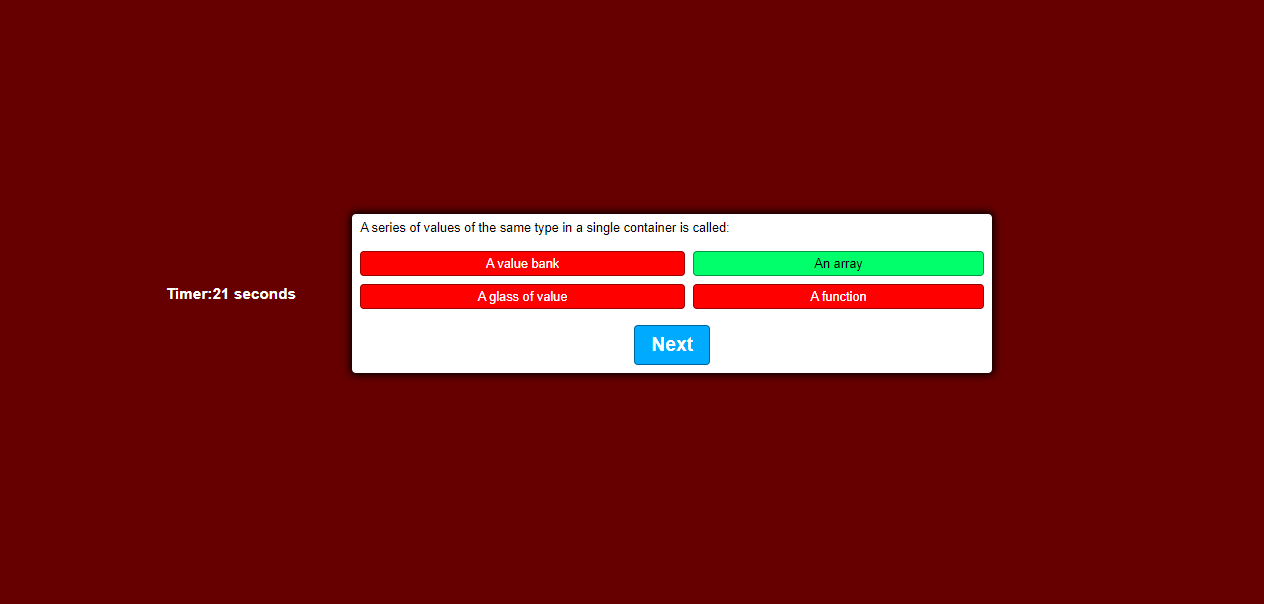 A series of values of the same type in a single container is called:
A value bank
An array
Timer:21 seconds
A glass of value
A function
Next